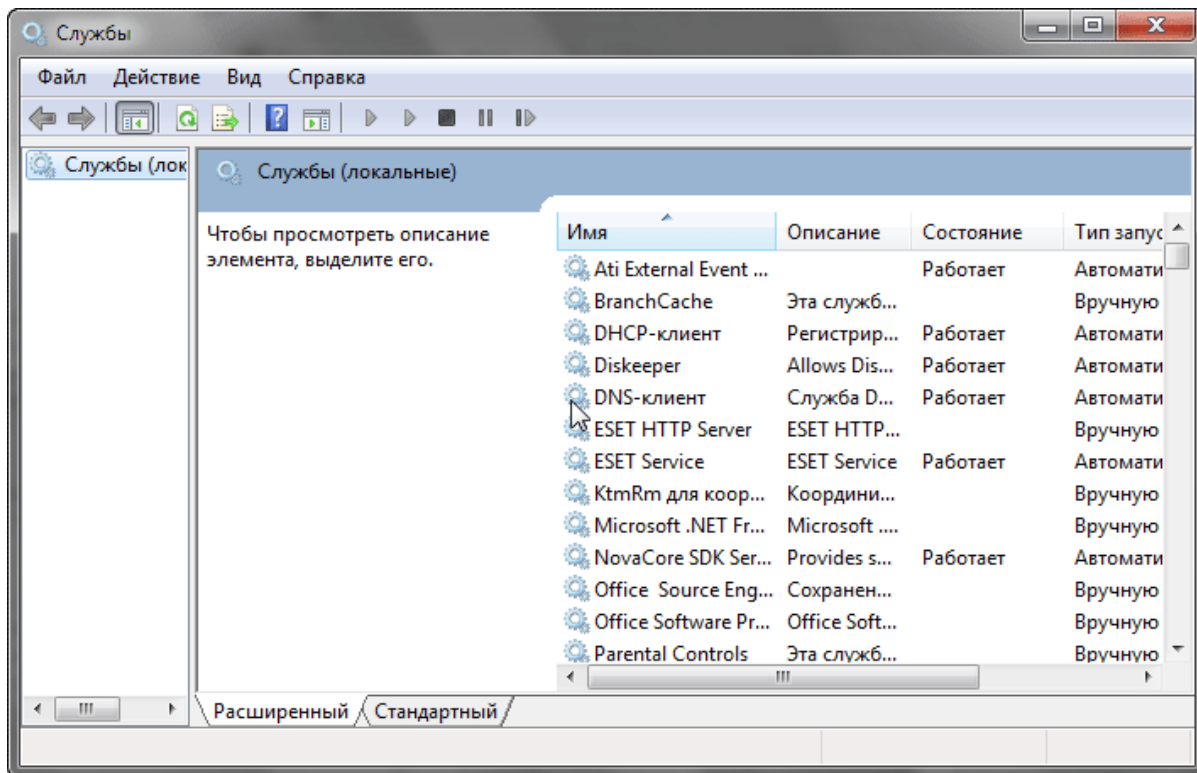 Службы
Файл Действие Вид Справка
Службы (лок
Службы (локальные)
Чтобы просмотреть описание
элемента, выделите его.
Имя Описание Состояние Тип запус
Ati External Event ... Работает Автомати
BranchCache Эта служб... Вручную
DHCP-клиент Регистрир... Работает Автомати
Diskeeper Allows Dis... Работает Автомати
DNS-клиент Служба D... Работает Автомати
ESET HTTP Server ESET HTTP... Вручную
ESET Service ESET Service Работает Автомати
KtmRm для коор... Координи... Вручную
Microsoft .NET Fr... Microsoft .... Вручную
NovaCore SDK Ser... Provides s... Работает Автомати
Office Source Eng... Сохранен... Вручную
Office Software Pr... Office Soft... Вручную
Parental Controls Эта служб... Вручную
Расширенный Стандартный